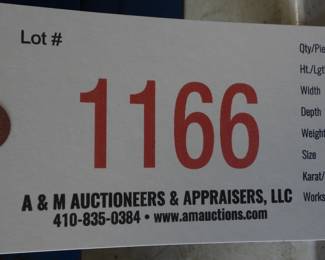 Lot #
1166
A & M AUCTIONEERS & APPRAISERS, LLC
410-835-0384 • www.amauctions.com
Qty/Pie
Ht./Lgt
Width
Depth
Weight
Size
Karat/
Works